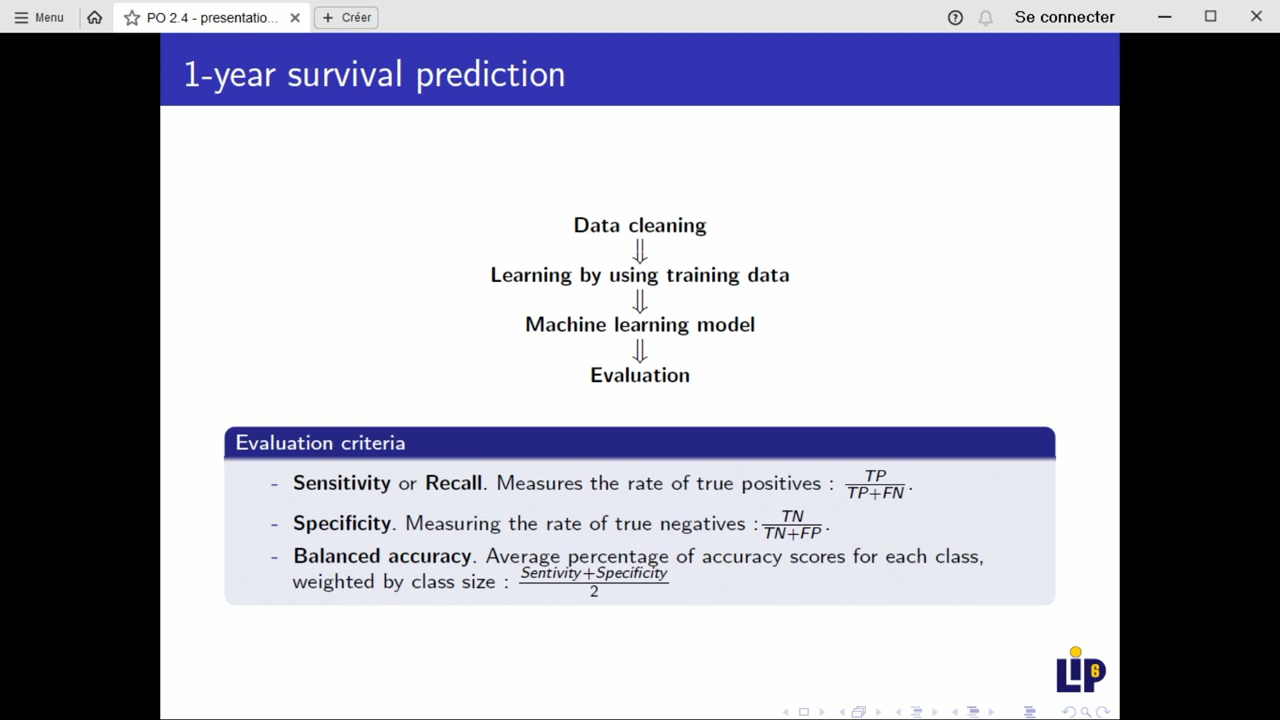 Menu
PO 2.4 - presentatio...
Créer
Se connecter
1-year survival prediction
Data cleaning
⇓
Learning by using training data
⇓
Machine learning model
⇓
Evaluation
Evaluation criteria
- Sensitivity or Recall. Measures the rate of true positives : TP/TP+FN.
- Specificity. Measuring the rate of true negatives : TN/TN+FP.
- Balanced accuracy. Average percentage of accuracy scores for each class,
weighted by class size : Sentivity+Specificity/2
LIP6